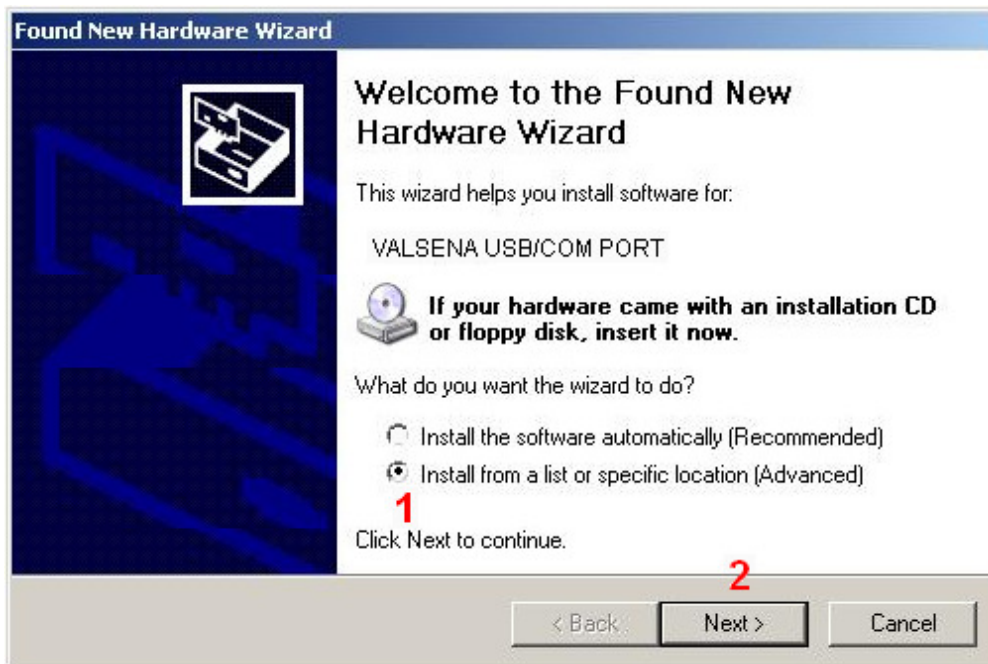 Found New Hardware Wizard
Welcome to the Found New
Hardware Wizard
This wizard helps you install software for:
VALSENA USB/COM PORT
If your hardware came with an installation CD
or floppy disk, insert it now.
What do you want the wizard to do?
Install the software automatically (Recommended)
Install from a list or specific location (Advanced)
1
Click Next to continue.
2
< Back
Next >
Cancel